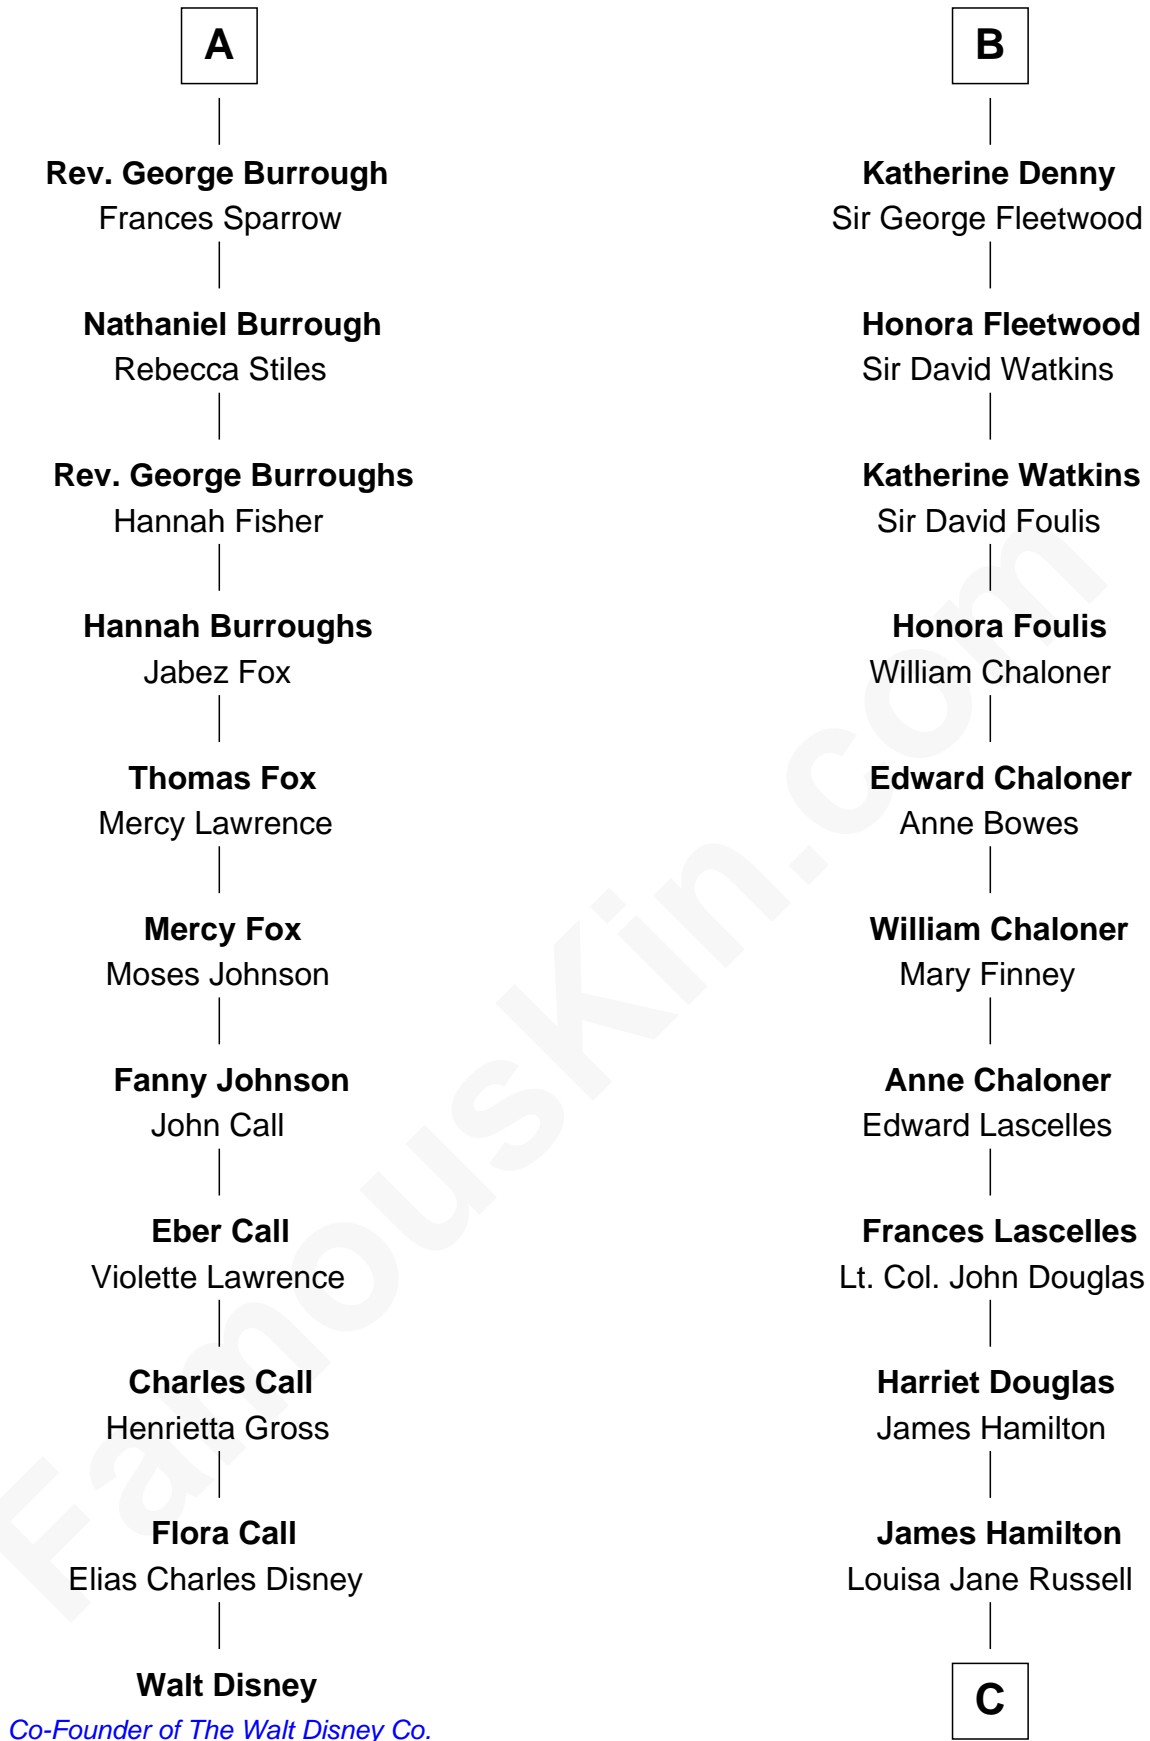 A
Rev. George Burrough
Frances Sparrow
Nathaniel Burrough
Rebecca Stiles
Rev. George Burroughs
Hannah Fisher
Hannah Burroughs
Jabez Fox
Thomas Fox
Mercy Lawrence
Mercy Fox
Moses Johnson
Fanny Johnson
John Call
Eber Call
Violette Lawrence
Charles Call
Henrietta Gross
Flora Call
Elias Charles Disney
Walt Disney
Co-Founder of The Walt Disney Co.
B
Katherine Denny
Sir George Fleetwood
Honora Fleetwood
Sir David Watkins
Katherine Watkins
Sir David Foulis
Honora Foulis
William Chaloner
Edward Chaloner
Anne Bowes
William Chaloner
Mary Finney
Anne Chaloner
Edward Lascelles
Frances Lascelles
Lt. Col. John Douglas
Harriet Douglas
James Hamilton
James Hamilton
Louisa Jane Russell
C
FamousKin.com